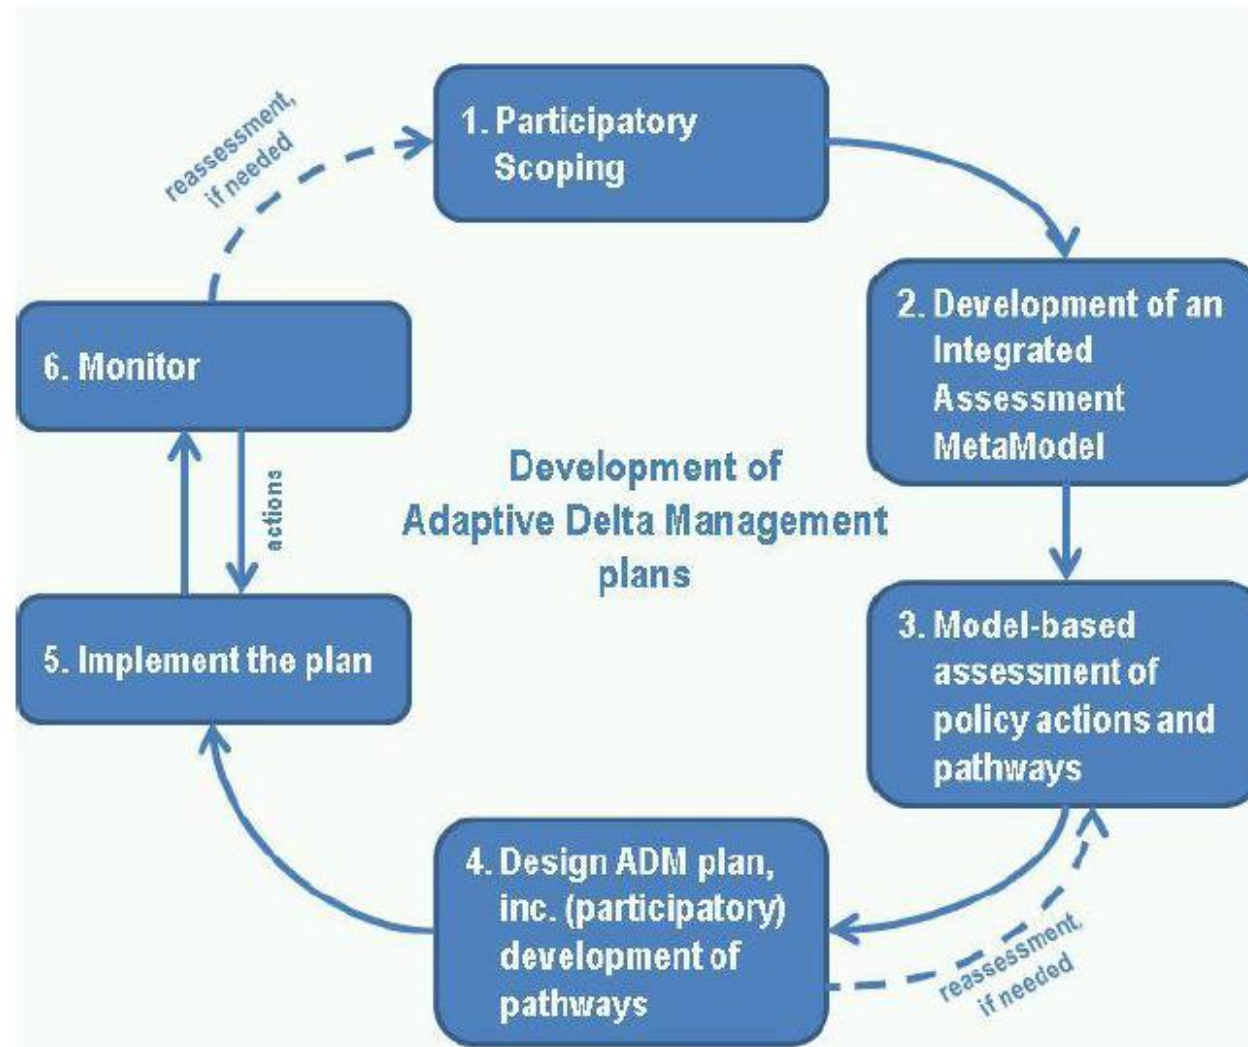 reassessment,
if needed
1. Participatory
Scoping
2. Development of an
Integrated
Assessment
MetaModel
6. Monitor
actions
Development of
Adaptive Delta Management
plans
3. Model-based
assessment of
policy actions and
pathways
5. Implement the plan
4. Design ADM plan,
inc. (participatory)
development of
pathways
reassessment,
if needed